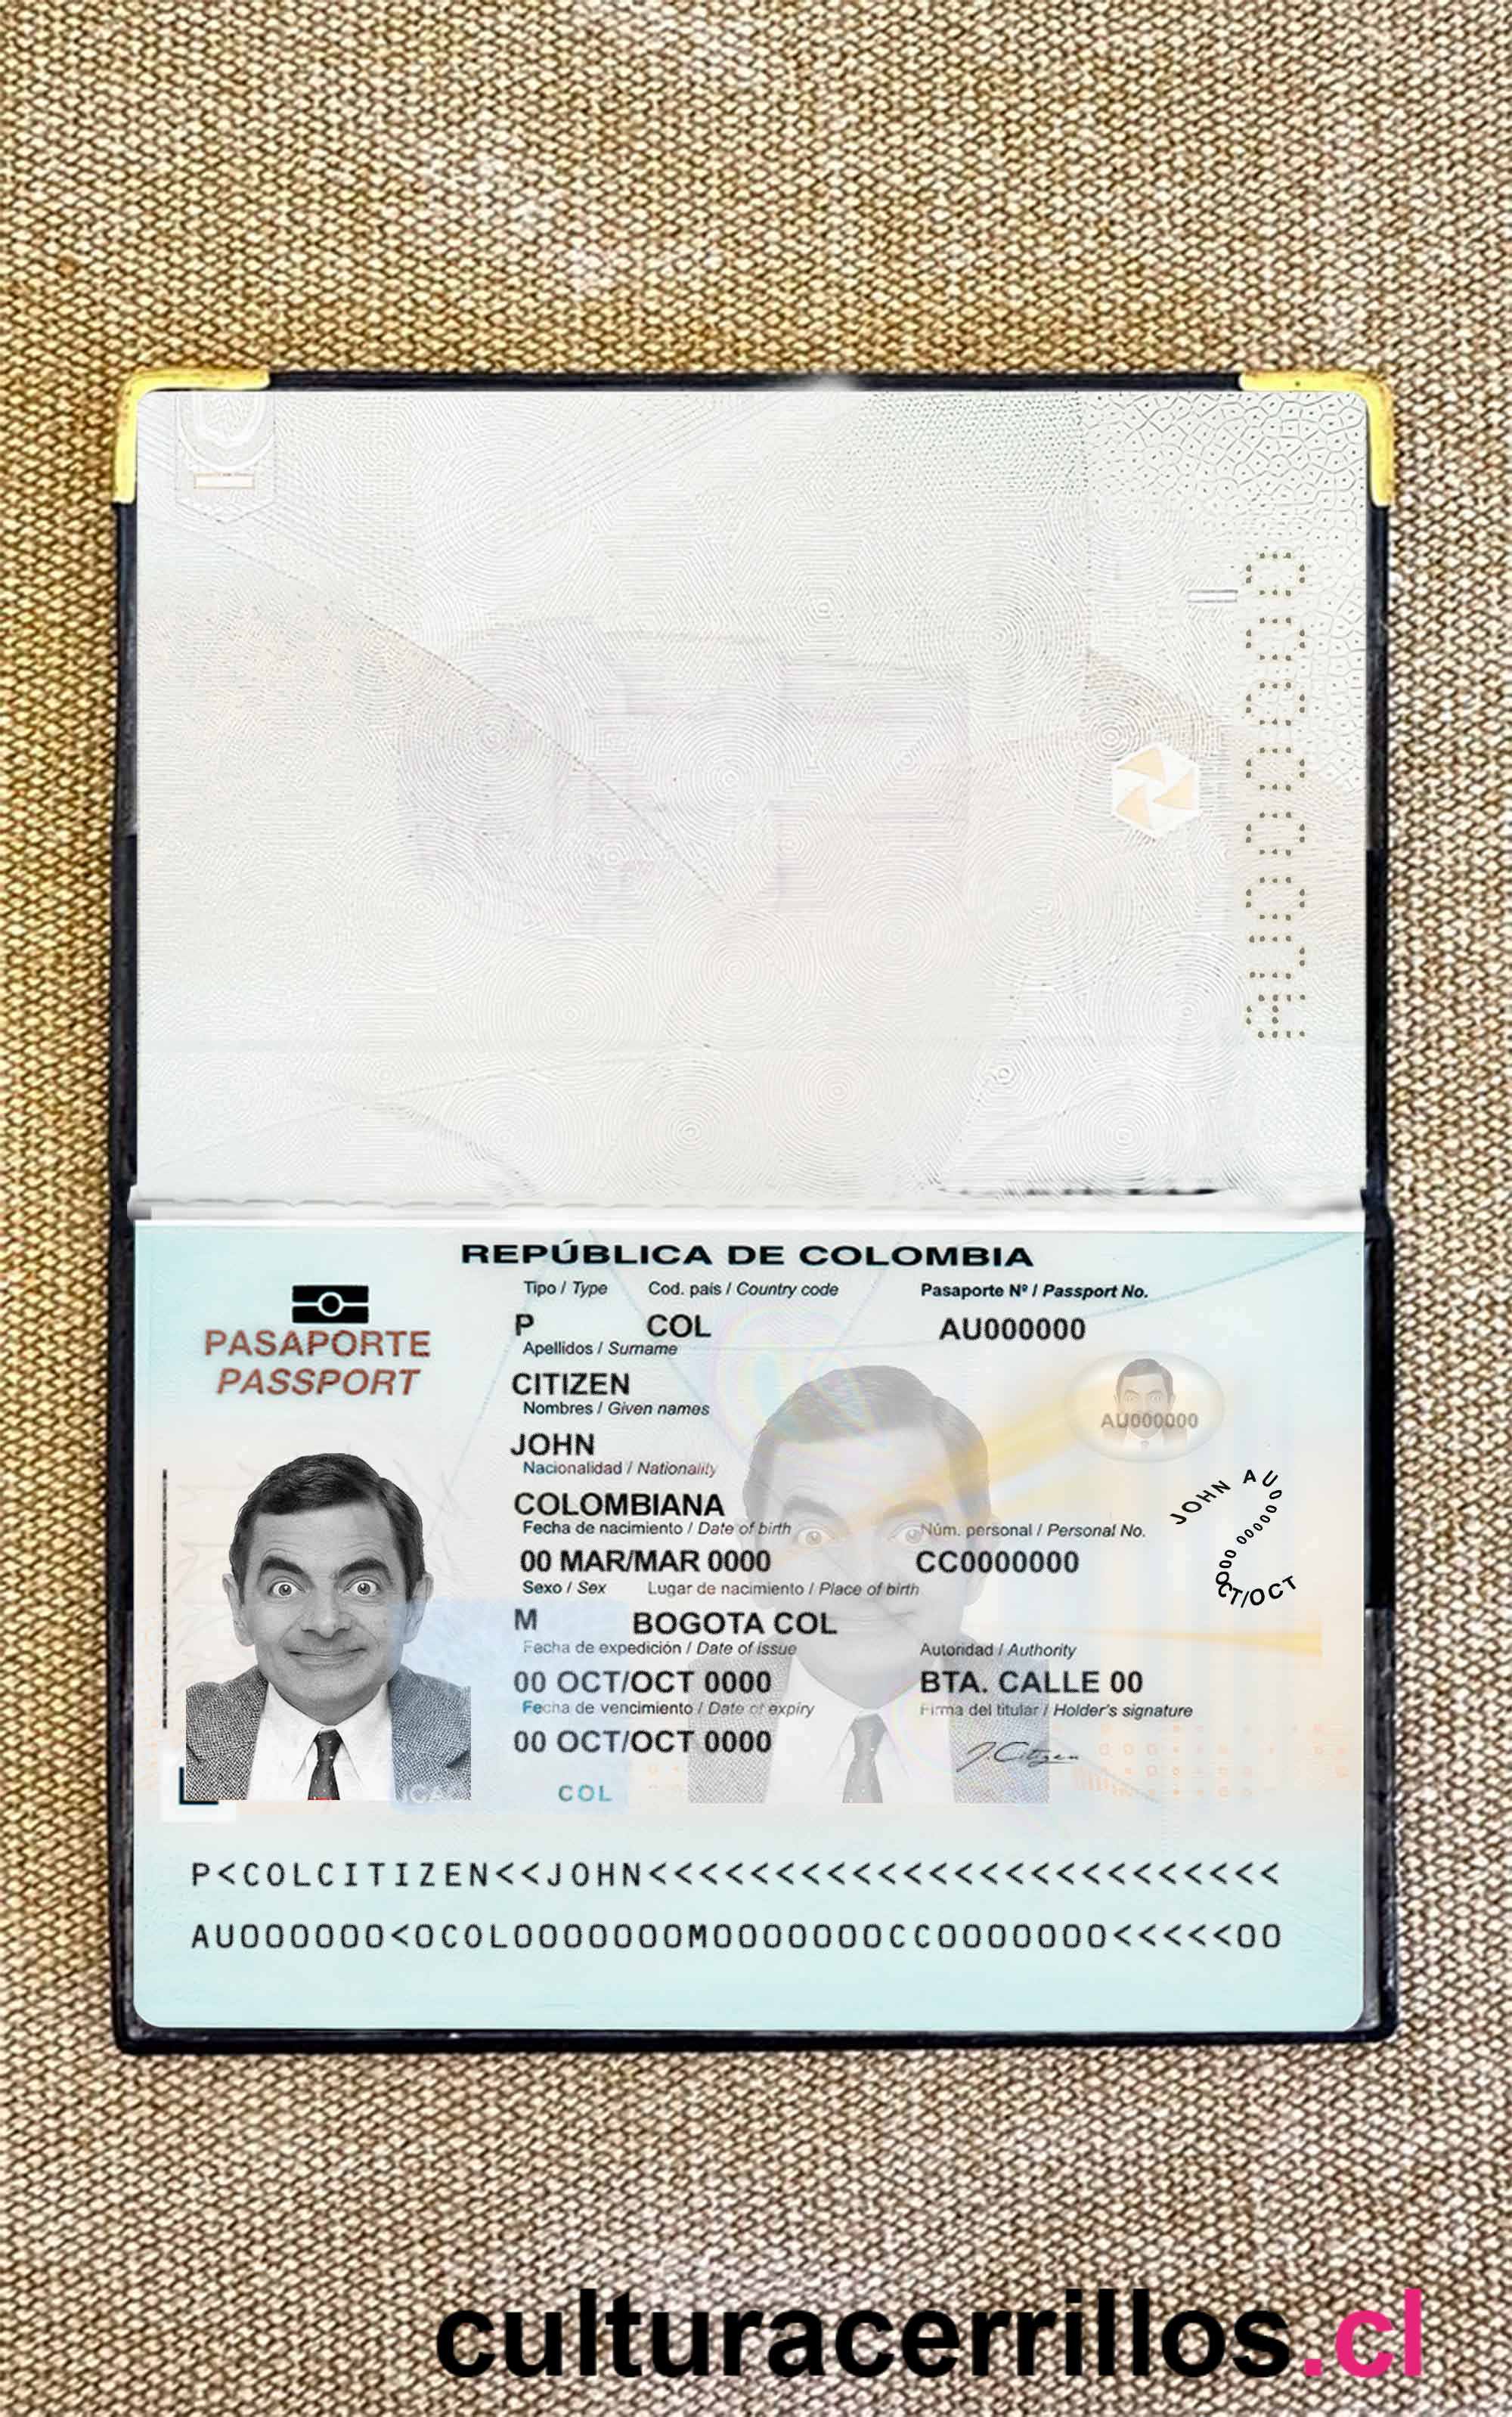 REPÚBLICA DE COLOMBIA
PASAPORTE
PASSPORT
Tipo / Type Cod. país / Country code Pasaporte Nº / Passport No.
P COL AU000000
Apellidos / Surname
CITIZEN
Nombres / Given names
JOHN
Nacionalidad / Nationality
COLOMBIANA
Fecha de nacimiento / Date of birth Núm. personal / Personal No.
00 MAR/MAR 0000 CC0000000
Sexo / Sex Lugar de nacimiento / Place of birth
M BOGOTA COL
Fecha de expedición / Date of issue Autoridad / Authority
00 OCT/OCT 0000 BTA. CALLE 00
Fecha de vencimiento / Date of expiry Firma del titular / Holder's signature
00 OCT/OCT 0000 J.Citizen
COL
AU000000
JOHN AU0
000000 0000
OCT/OCT
P<COLCITIZEN<<JOHN<<<<<<<<<<<<<<<<<<<<<<<<<
AU000000<0COL0000000M0000000CC0000000<<<<<00
culturacerrillos.cl